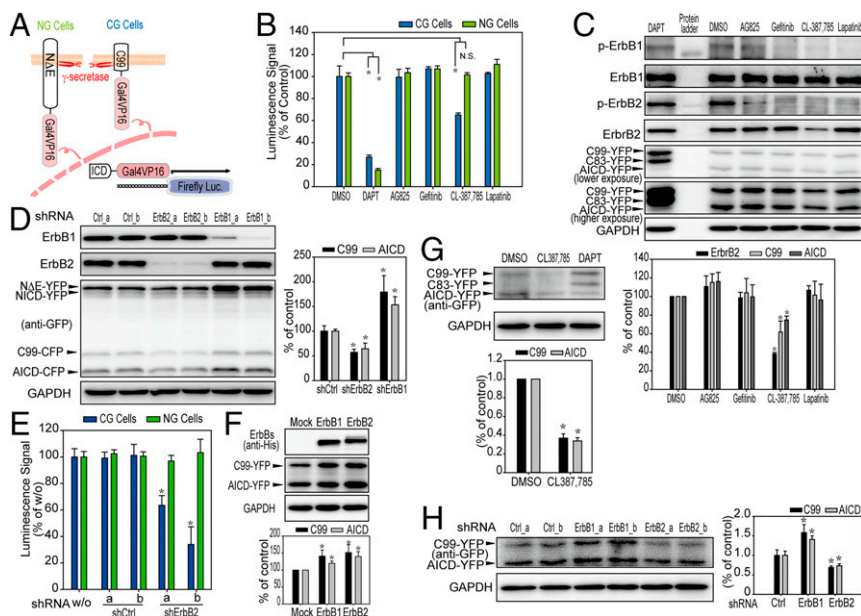 A
NG Cells
CG Cells
NΔE
C99
γ-secretase
Gal4VP16
Gal4VP16
ICD
Gal4VP16
Firefly Luc.
B
CG Cells
NG Cells
Luminescence Signal
(% of Control)
140
120
100
80
60
40
20
0
*
*
*
N.S.
DMSO
DAPT
AG825
Gefitinib
CL-387,785
Lapatinib
C
DAPT
Protein
ladder
DMSO
AG825
Gefitinib
CL-387,785
Lapatinib
p-ErbB1
ErbB1
p-ErbB2
ErbrB2
C99-YFP
C83-YFP
AICD-YFP
(lower exposure)
C99-YFP
C83-YFP
AICD-YFP
(higher exposure)
GAPDH
ErbrB2
C99
AICD
% of control
140
120
100
80
60
40
20
0
*
*
*
DMSO
AG825
Gefitinib
CL-387,785
Lapatinib
D
shRNA
Ctrl_a
Ctrl_b
ErbB2_a
ErbB2_b
ErbB1_a
ErbB1_b
ErbB1
ErbB2
NΔE-YFP
NICD-YFP
(anti-GFP)
C99-CFP
AICD-CFP
GAPDH
C99
AICD
% of control
200
150
100
50
0
*
*
*
*
shCtrl
shErbB2
shErbB1
E
CG Cells
NG Cells
Luminescence Signal
(% of w/o)
120
100
80
60
40
20
0
*
*
shRNA
w/o
a
b
a
b
shCtrl
shErbB2
F
Mock
ErbB1
ErbB2
ErbBs
(anti-His)
C99-YFP
AICD-YFP
GAPDH
C99
AICD
% of control
200
150
100
50
0
*
*
*
*
Mock
ErbB1
ErbB2
G
DMSO
CL387,785
DAPT
C99-YFP
C83-YFP
AICD-YFP
(anti-GFP)
GAPDH
C99
AICD
(% of control)
1.2
1.0
0.8
0.6
0.4
0.2
0.0
*
*
DMSO
CL387,785
H
shRNA
Ctrl_a
Ctrl_b
ErbB1_a
ErbB1_b
ErbB2_a
ErbB2_b
C99-YFP
(anti-GFP)
AICD-YFP
GAPDH
C99
AICD
% of control
2.0
1.5
1.0
0.5
0.0
*
*
*
*
Ctrl
ErbB1
ErbB2